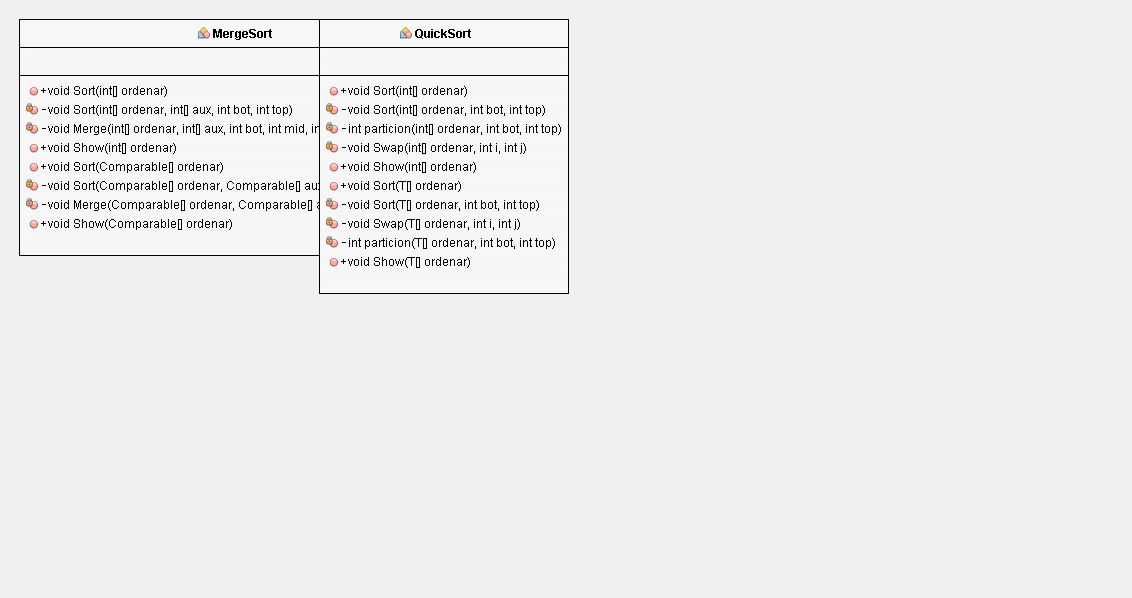 MergeSort
+void Sort(int[] ordenar)
-void Sort(int[] ordenar, int[] aux, int bot, int top)
-void Merge(int[] ordenar, int[] aux, int bot, int mid,
+void Show(int[] ordenar)
+void Sort(Comparable[] ordenar)
-void Sort(Comparable[] ordenar, Comparable[]
-void Merge(Comparable[] ordenar, Comparable[]
+void Show(Comparable[] ordenar)
QuickSort
+void Sort(int[] ordenar)
-void Sort(int[] ordenar, int bot, int top)
-int particion(int[] ordenar, int bot, int top)
-void Swap(int[] ordenar, int i, int j)
+void Show(int[] ordenar)
+void Sort(T[] ordenar)
-void Sort(T[] ordenar, int bot, int top)
-void Swap(T[] ordenar, int i, int j)
-int particion(T[] ordenar, int bot, int top)
+void Show(T[] ordenar)